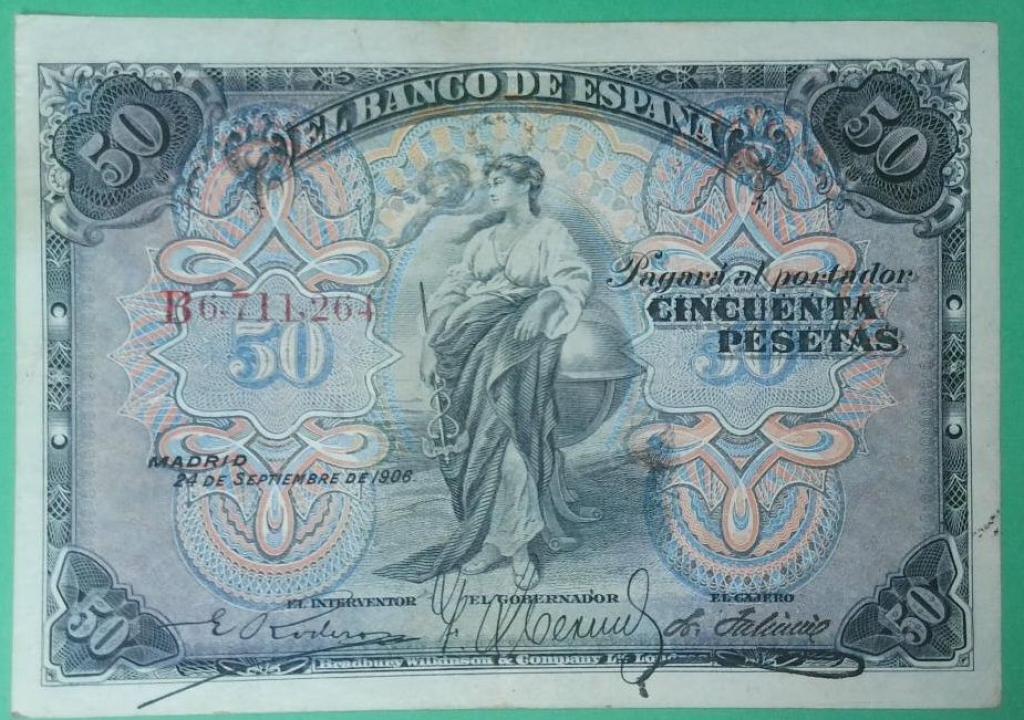 EL BANCO DE ESPAÑA
50
50
Pagará al portador
B6,711,264
CINCUENTA
PESETAS
50
50
MADRID
24 DE SEPTIEMBRE DE 1906.
EL INTERVENTOR
EL GOBERNADOR
EL CAJERO
50
50
Bradbury Wilkinson & Company